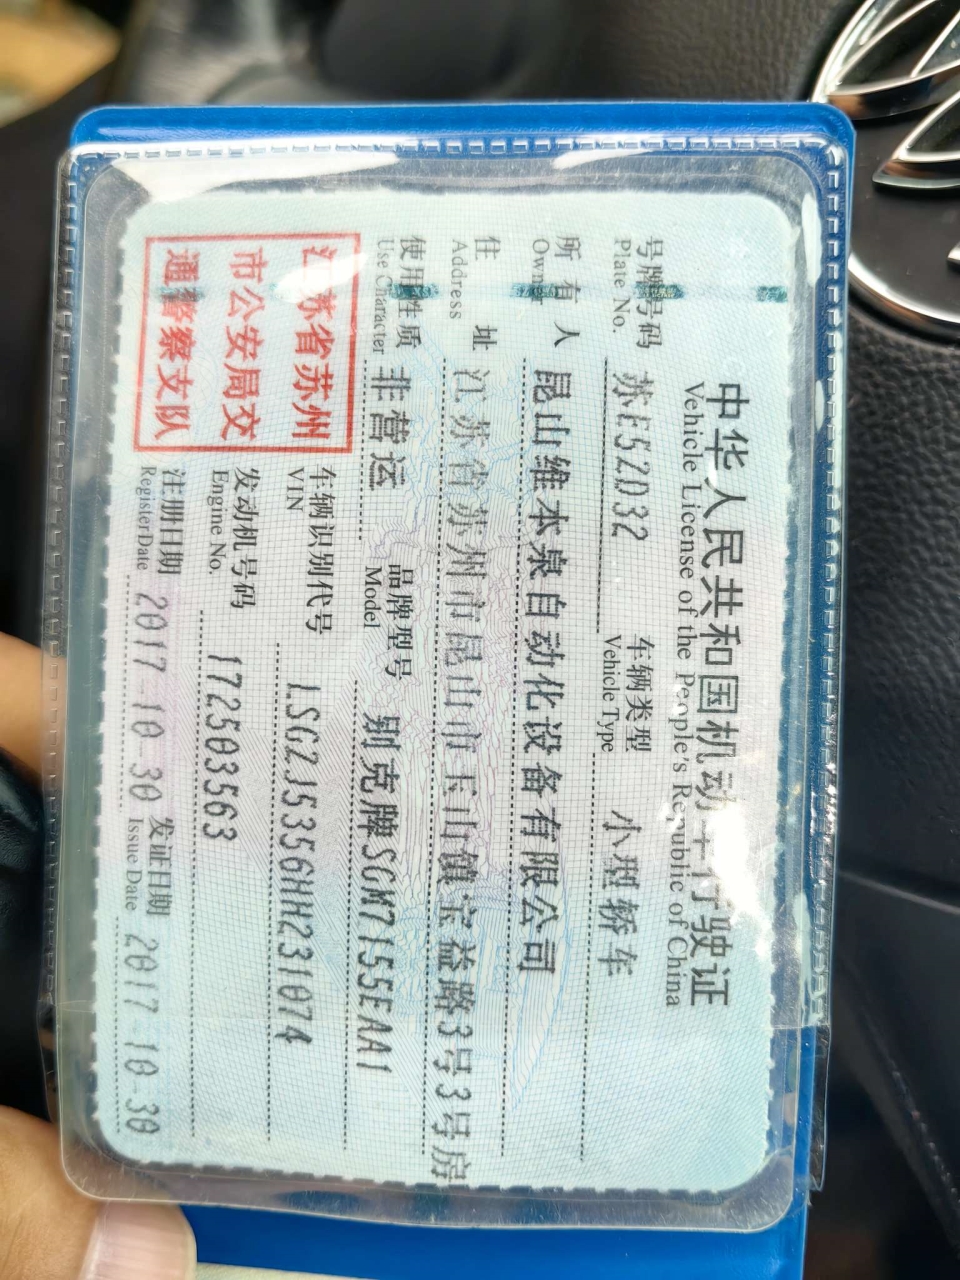 中华人民共和国机动车行驶证
Vehicle License of the People's Republic of China
号牌号码 苏E52D32 车辆类型 小型轿车
Plate No. Vehicle Type
所有人 昆山维本泉自动化设备有限公司
Owner
住址 江苏省苏州市昆山市玉山镇宝益路3号3号房
Address
使用性质 非营运 品牌型号 别克牌SGM7155EAA1
Use Character Model
江苏省苏州
市公安局交
通警察支队
车辆识别代号 LSGZJ5356HH231074
VIN
发动机号码 172503563
Engine No.
注册日期 2017-10-30 发证日期 2017-10-30
Register Date Issue Date